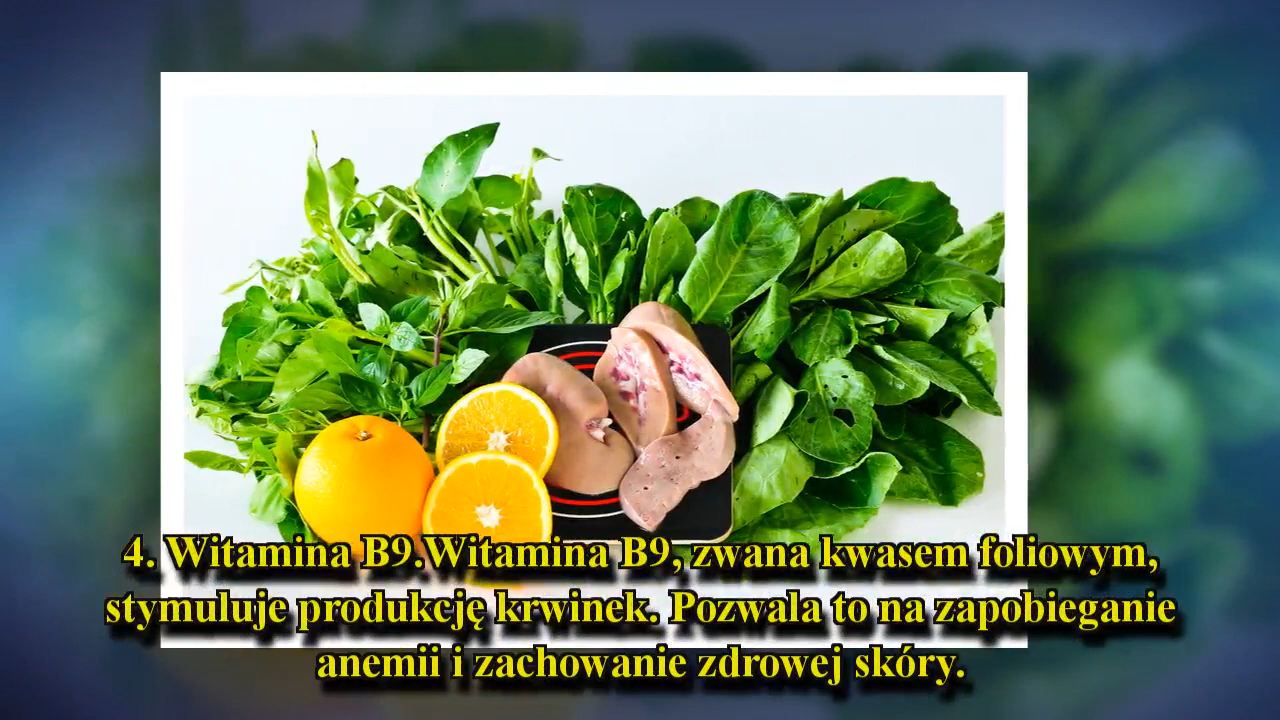 4. Witamina B9.Witamina B9, zwana kwasem foliowym,
stymuluje produkcję krwinek. Pozwala to na zapobieganie
anemii i zachowanie zdrowej skóry.